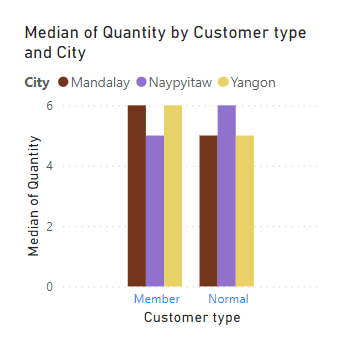 Median of Quantity by Customer type
and City
City Mandalay Naypyitaw Yangon
Median of Quantity
6
4
2
0
Member Normal
Customer type